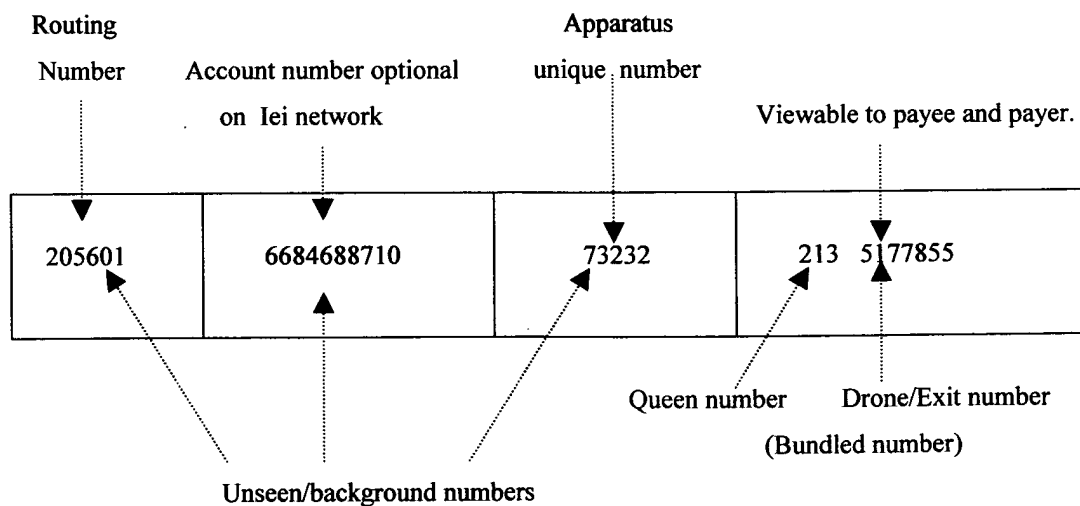 Routing
Number
Account number optional
on Iei network
Apparatus
unique number
Viewable to payee and payer.
205601
6684688710
73232
213 5177855
Queen number
Drone/Exit number
(Bundled number)
Unseen/background numbers